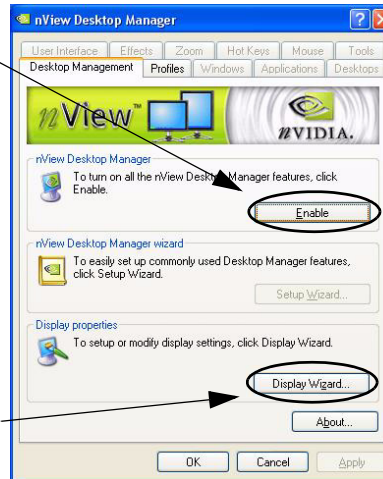 nView Desktop Manager
User Interface Effects Zoom Hot Keys Mouse Tools
Desktop Management Profiles Windows Applications Desktops
nView™ nVIDIA.
nView Desktop Manager
To turn on all the nView Desktop Manager features, click
Enable.
Enable
nView Desktop Manager wizard
To easily set up commonly used Desktop Manager features,
click Setup Wizard.
Setup Wizard...
Display properties
To setup or modify display settings, click Display Wizard.
Display Wizard...
About...
OK Cancel Apply